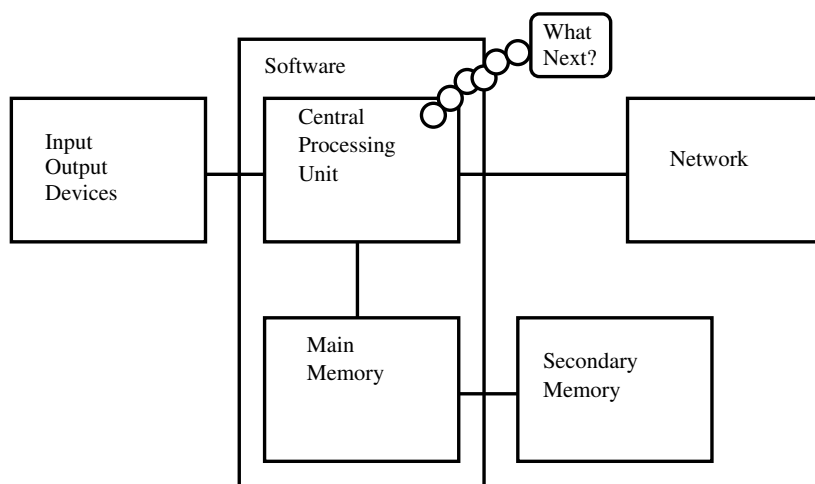 What
Next?
Software
Input
Output
Devices
Central
Processing
Unit
Network
Main
Memory
Secondary
Memory